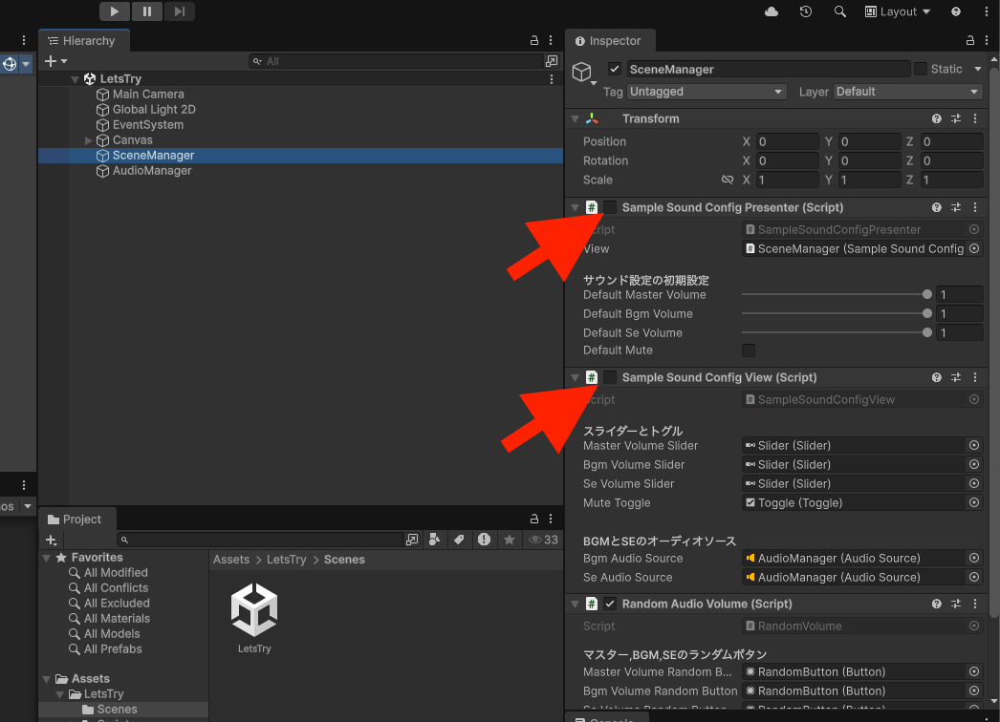 Layout
Hierarchy
All
LetsTry
Main Camera
Global Light 2D
EventSystem
Canvas
SceneManager
AudioManager
Inspector
SceneManager
Static
Tag Untagged Layer Default
Transform
Position X 0 Y 0 Z 0
Rotation X 0 Y 0 Z 0
Scale X 1 Y 1 Z 1
# Sample Sound Config Presenter (Script)
cript # SampleSoundConfigPresenter
View # SceneManager (Sample Sound Config
サウンド設定の初期設定
Default Master Volume 1
Default Bgm Volume 1
Default Se Volume 1
Default Mute
# Sample Sound Config View (Script)
cript # SampleSoundConfigView
スライダーとトグル
Master Volume Slider Slider (Slider)
Bgm Volume Slider Slider (Slider)
Se Volume Slider Slider (Slider)
Mute Toggle Toggle (Toggle)
BGMとSEのオーディオソース
Bgm Audio Source AudioManager (Audio Source)
Se Audio Source AudioManager (Audio Source)
# Random Audio Volume (Script)
Script # RandomVolume
マスター,BGM,SEのランダムボタン
Master Volume Random B... RandomButton (Button)
Bgm Volume Random Button RandomButton (Button)
Se Volume Random Button RandomButton (Button)
Console
os
Project
33
Favorites
All Modified
All Conflicts
All Excluded
All Materials
All Models
All Prefabs
Assets
LetsTry
Scenes
Assets > LetsTry > Scenes
LetsTry